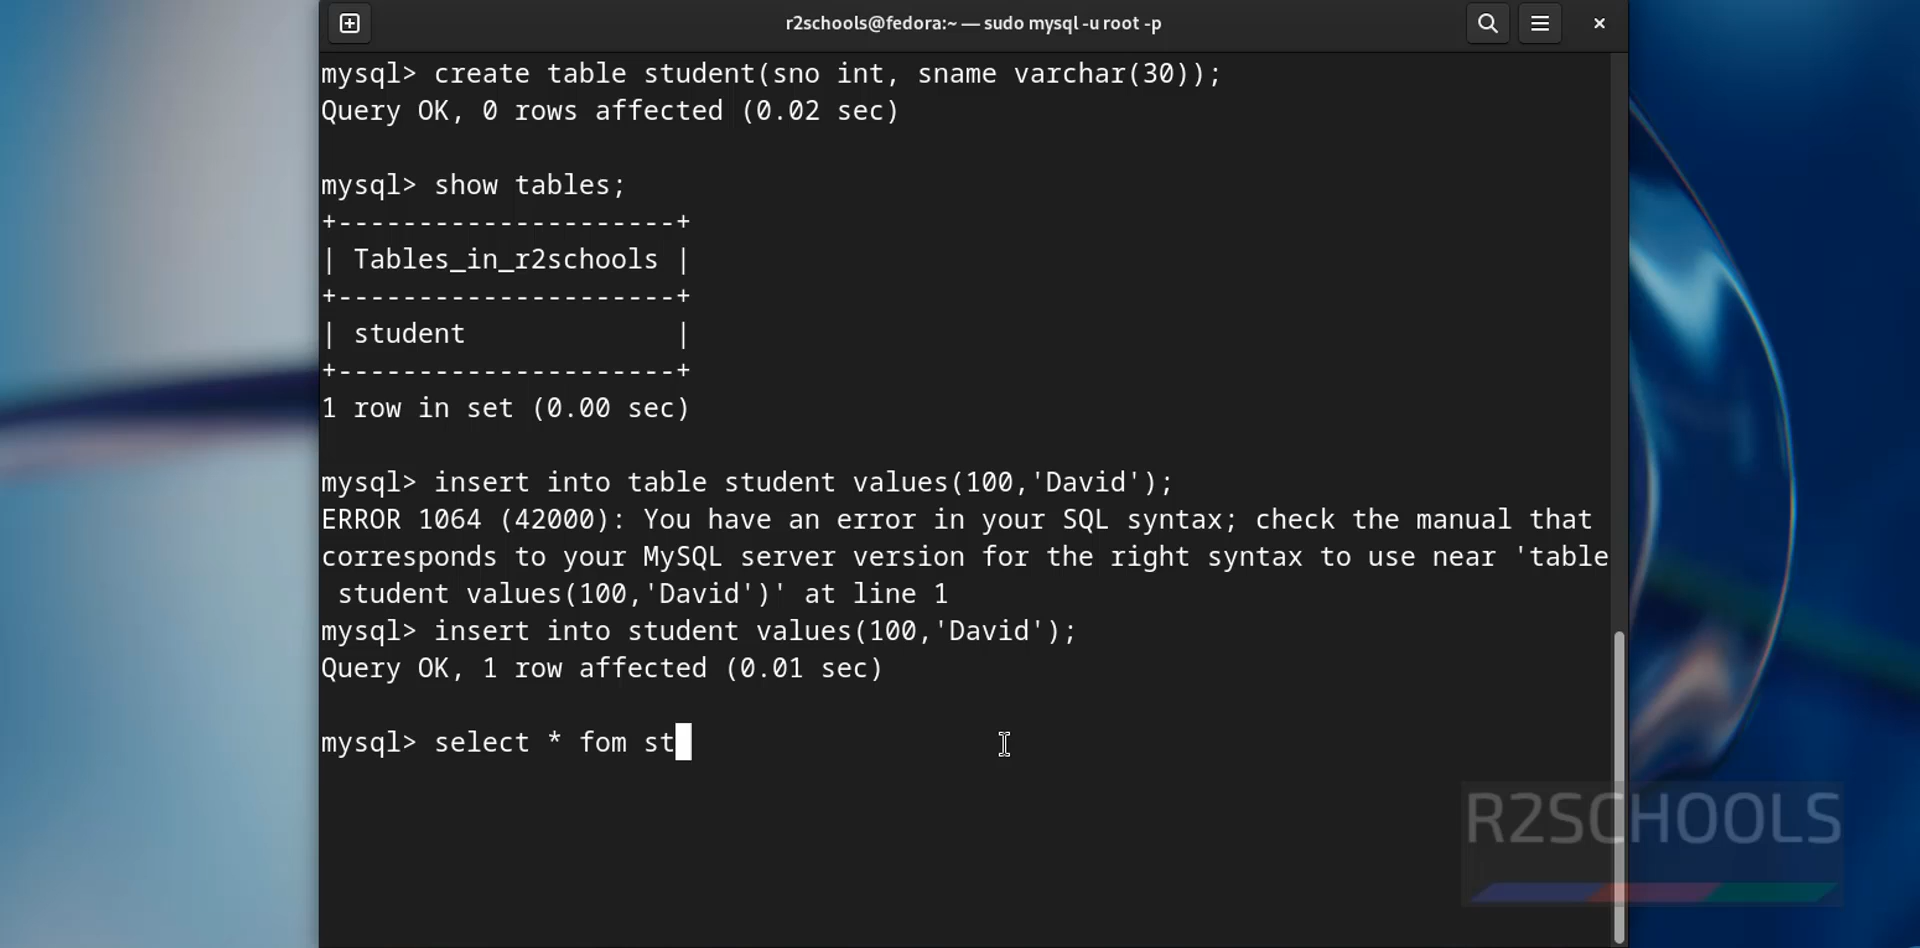 r2schools@fedora:~ — sudo mysql -u root -p
mysql> create table student(sno int, sname varchar(30));
Query OK, 0 rows affected (0.02 sec)
mysql> show tables;
+---------------------+
| Tables_in_r2schools |
+---------------------+
| student             |
+---------------------+
1 row in set (0.00 sec)
mysql> insert into table student values(100,'David');
ERROR 1064 (42000): You have an error in your SQL syntax; check the manual that
corresponds to your MySQL server version for the right syntax to use near 'table
 student values(100,'David')' at line 1
mysql> insert into student values(100,'David');
Query OK, 1 row affected (0.01 sec)
mysql> select * fom st
R2SCHOOLS